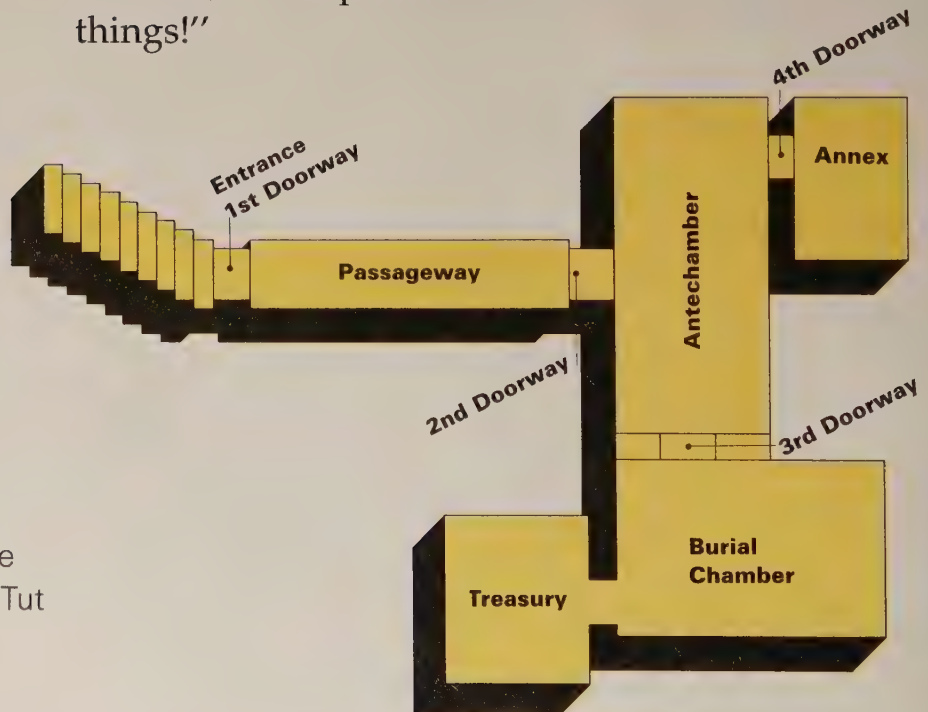 things!”
4th Doorway
Entrance
1st Doorway
Annex
Passageway
Antechamber
2nd Doorway
3rd Doorway
Burial
Chamber
Treasury
e
Tut